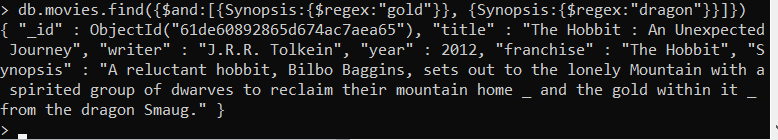 > db.movies.find({$and:[{Synopsis:{$regex:"gold"}}, {Synopsis:{$regex:"dragon"}}]})
{ "_id" : ObjectId("61de60892865d674ac7aea65"), "title" : "The Hobbit : An Unexpected
Journey", "writer" : "J.R.R. Tolkein", "year" : 2012, "franchise" : "The Hobbit", "S
ynopsis" : "A reluctant hobbit, Bilbo Baggins, sets out to the lonely Mountain with a
spirited group of dwarves to reclaim their mountain home _ and the gold within it _
from the dragon Smaug." }
> _